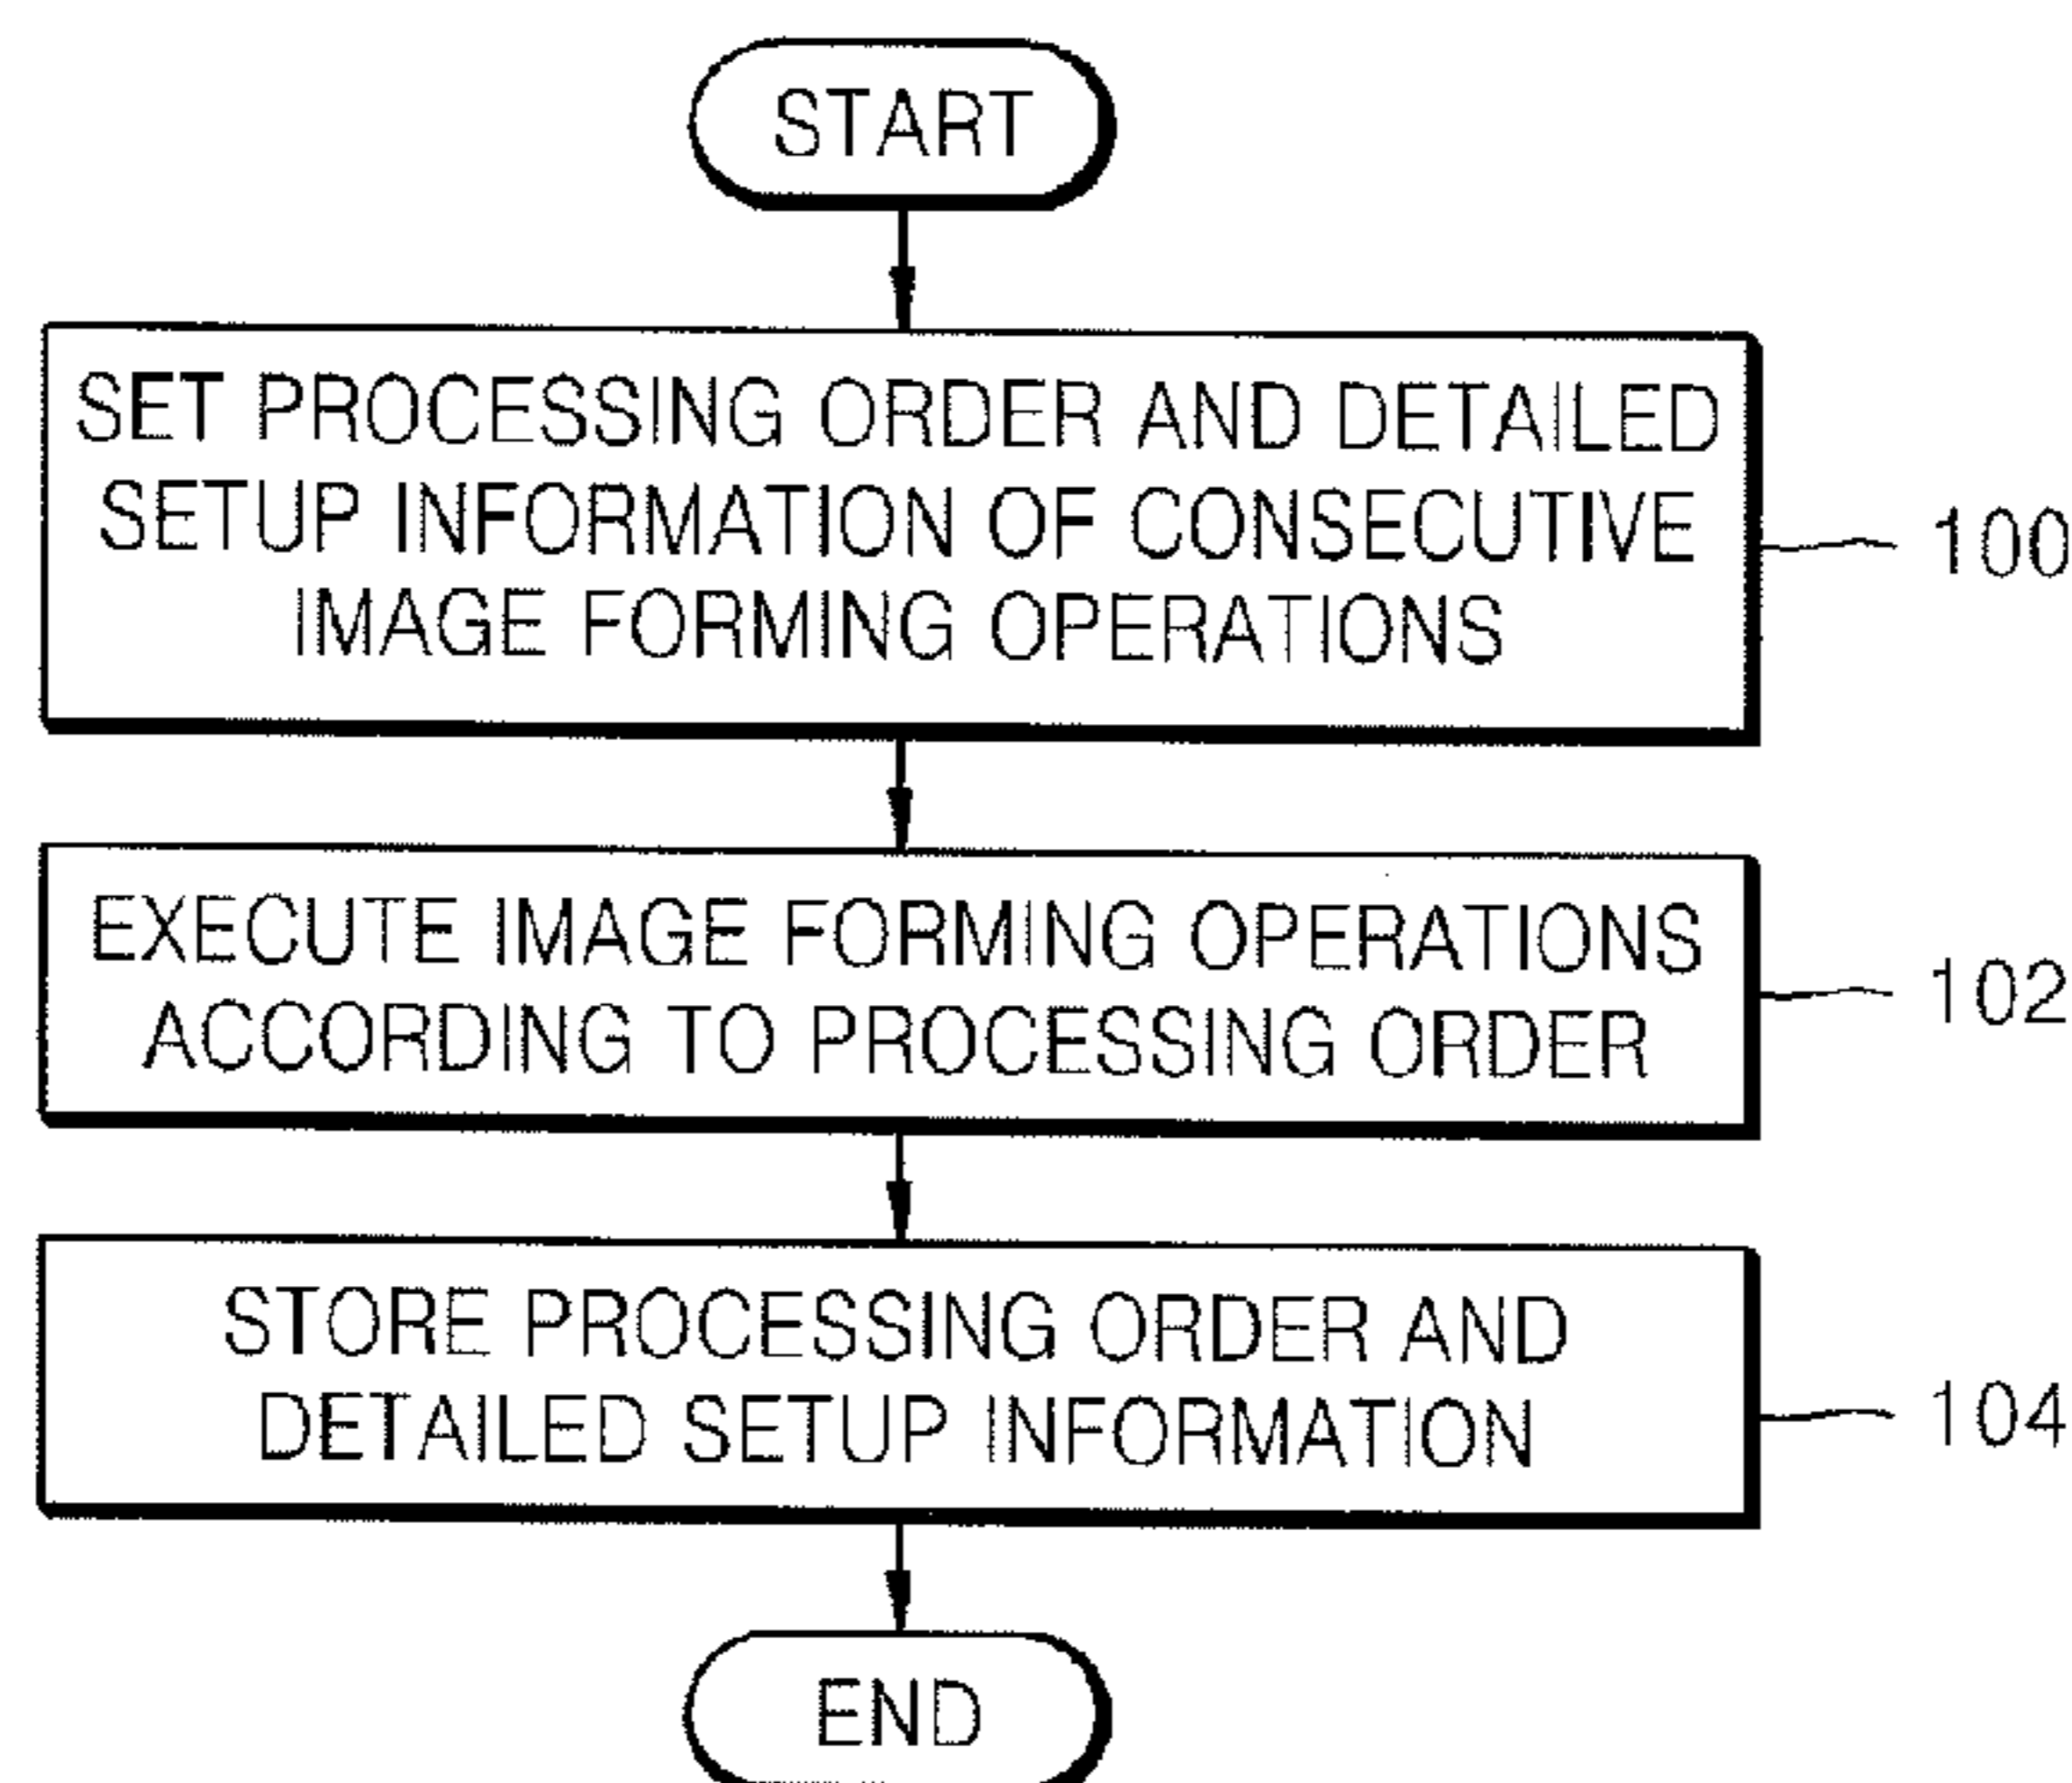 START
SET PROCESSING ORDER AND DETAILED
SETUP INFORMATION OF CONSECUTIVE
IMAGE FORMING OPERATIONS
100
EXECUTE IMAGE FORMING OPERATIONS
ACCORDING TO PROCESSING ORDER
102
STORE PROCESSING ORDER AND
DETAILED SETUP INFORMATION
104
END